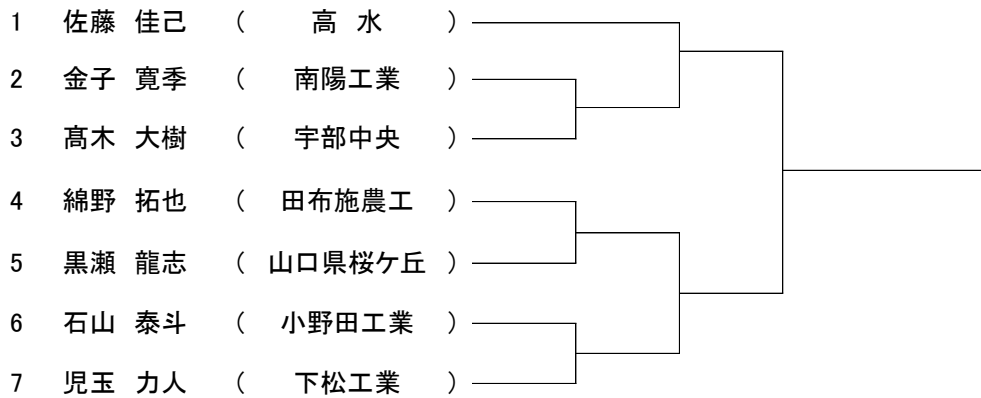 1 佐藤 佳己 ( 高 水 )
2 金子 寛季 ( 南陽工業 )
3 髙木 大樹 ( 宇部中央 )
4 綿野 拓也 ( 田布施農工 )
5 黒瀬 龍志 ( 山口県桜ケ丘 )
6 石山 泰斗 ( 小野田工業 )
7 児玉 力人 ( 下松工業 )